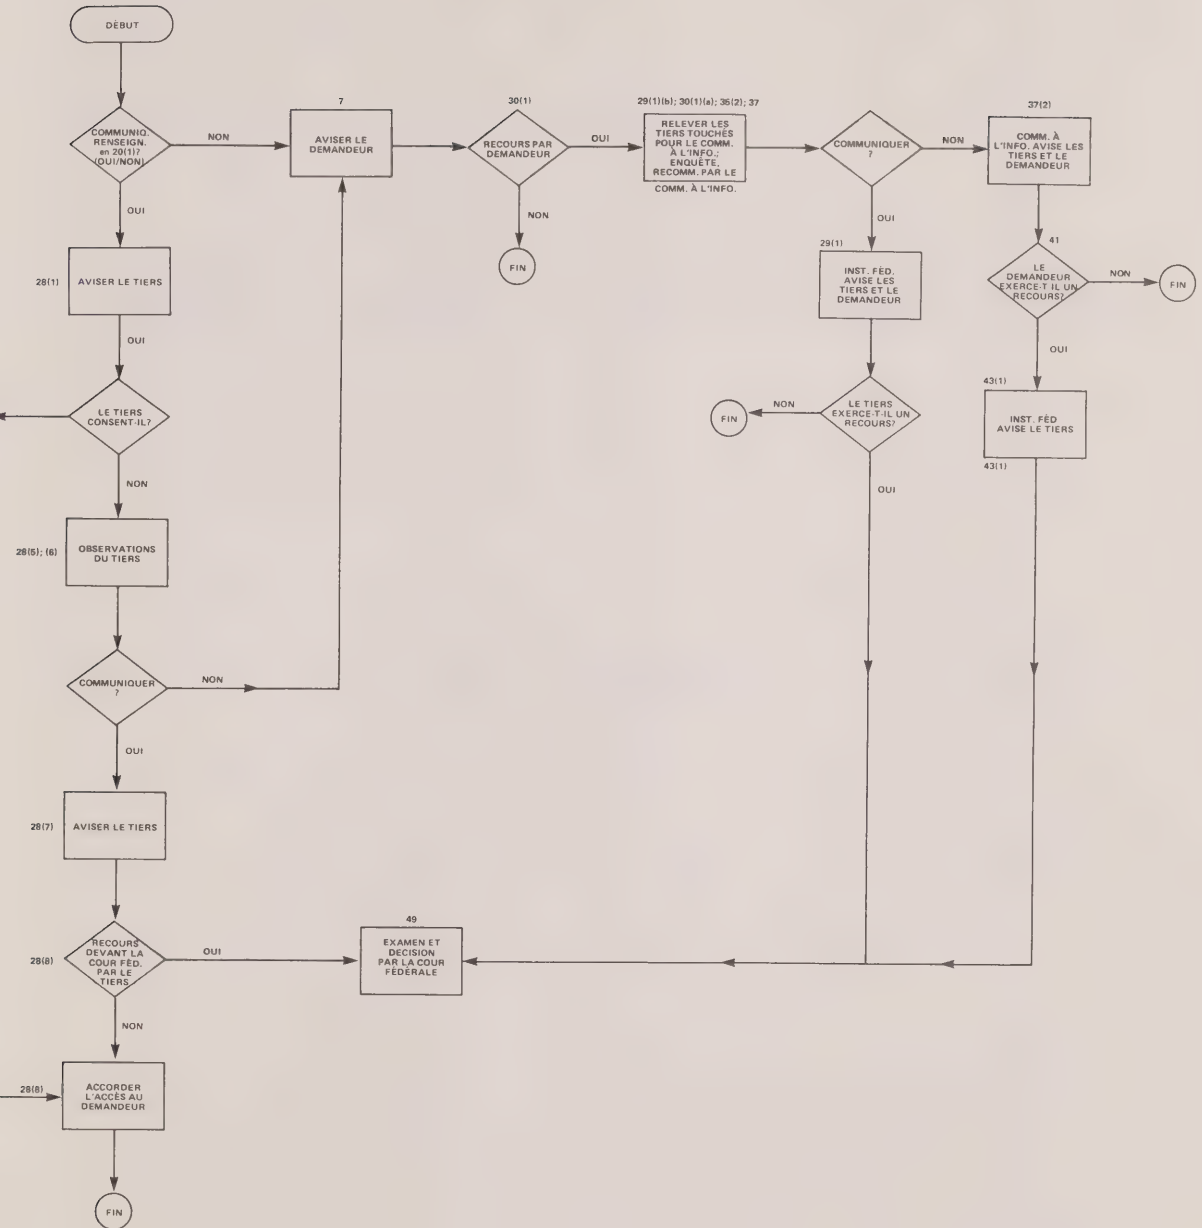 DÉBUT
COMMUNIQ.
RENSEIGN.
en 20(1)?
(OUI/NON)
NON
7
AVISER LE
DEMANDEUR
30(1)
RECOURS PAR
DEMANDEUR
OUI
NON
FIN
29(1)(b); 30(1)(a); 35(2); 37
RELEVER LES
TIERS TOUCHÉS
POUR LE COMM.
À L'INFO.;
ENQUÊTE,
RECOMM. PAR LE
COMM. À L'INFO.
COMMUNIQUER
?
NON
37(2)
COMM. À
L'INFO. AVISE LES
TIERS ET LE
DEMANDEUR
OUI
29(1)
INST. FÉD.
AVISE LES
TIERS ET LE
DEMANDEUR
41
LE
DEMANDEUR
EXERCE-T IL UN
RECOURS?
NON
FIN
OUI
43(1)
INST. FÉD
AVISE LE TIERS
43(1)
LE TIERS
EXERCE-T-IL UN
RECOURS?
NON
FIN
OUI
OUI
28(1)
AVISER LE TIERS
OUI
LE TIERS
CONSENT-IL?
NON
28(5); (6)
OBSERVATIONS
DU TIERS
COMMUNIQUER
?
NON
OUI
28(7)
AVISER LE TIERS
28(8)
RECOURS
DEVANT LA
COUR FÉD.
PAR LE
TIERS
OUI
49
EXAMEN ET
DECISION
PAR LA COUR
FÉDÉRALE
NON
28(8)
ACCORDER
L'ACCÈS AU
DEMANDEUR
FIN